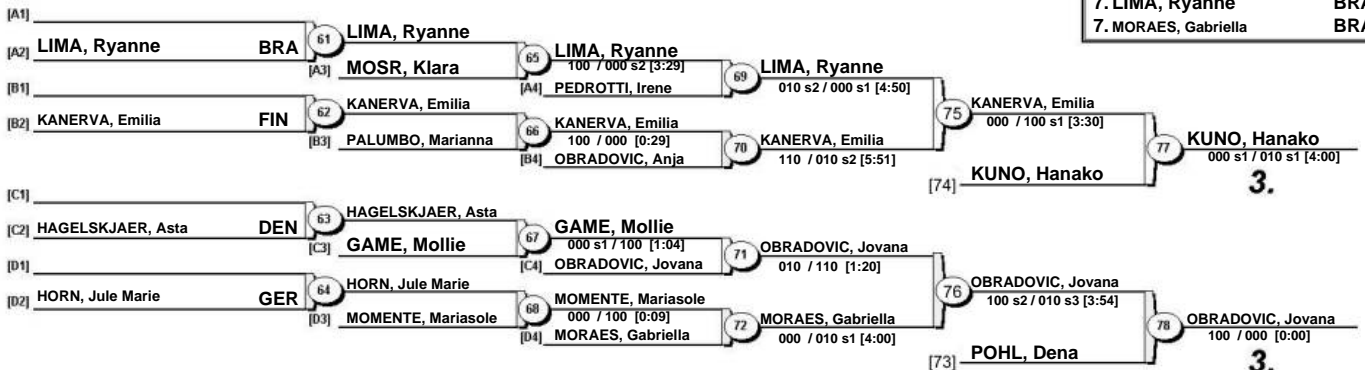 7. LIMA, Ryanne BRA
7. MORAES, Gabriella BRA
[A1]
[A2] LIMA, Ryanne BRA
61
LIMA, Ryanne
[A3] MOSR, Klara
65
LIMA, Ryanne
100 / 000 s2 [3:29]
[A4] PEDROTTI, Irene
69
LIMA, Ryanne
010 s2 / 000 s1 [4:50]
[B1]
[B2] KANERVA, Emilia FIN
62
KANERVA, Emilia
[B3] PALUMBO, Marianna
66
KANERVA, Emilia
100 / 000 [0:29]
[B4] OBRADOVIC, Anja
70
KANERVA, Emilia
110 / 010 s2 [5:51]
75
KANERVA, Emilia
000 / 100 s1 [3:30]
[74] KUNO, Hanako
77
KUNO, Hanako
000 s1 / 010 s1 [4:00]
3.
[C1]
[C2] HAGELSKJAER, Asta DEN
63
HAGELSKJAER, Asta
[C3] GAME, Mollie
67
GAME, Mollie
000 s1 / 100 [1:04]
[C4] OBRADOVIC, Jovana
71
OBRADOVIC, Jovana
010 / 110 [1:20]
[D1]
[D2] HORN, Jule Marie GER
64
HORN, Jule Marie
[D3] MOMENTE, Mariasole
68
MOMENTE, Mariasole
000 / 100 [0:09]
[D4] MORAES, Gabriella
72
MORAES, Gabriella
000 / 010 s1 [4:00]
76
OBRADOVIC, Jovana
100 s2 / 010 s3 [3:54]
[73] POHL, Dena
78
OBRADOVIC, Jovana
100 / 000 [0:00]
3.